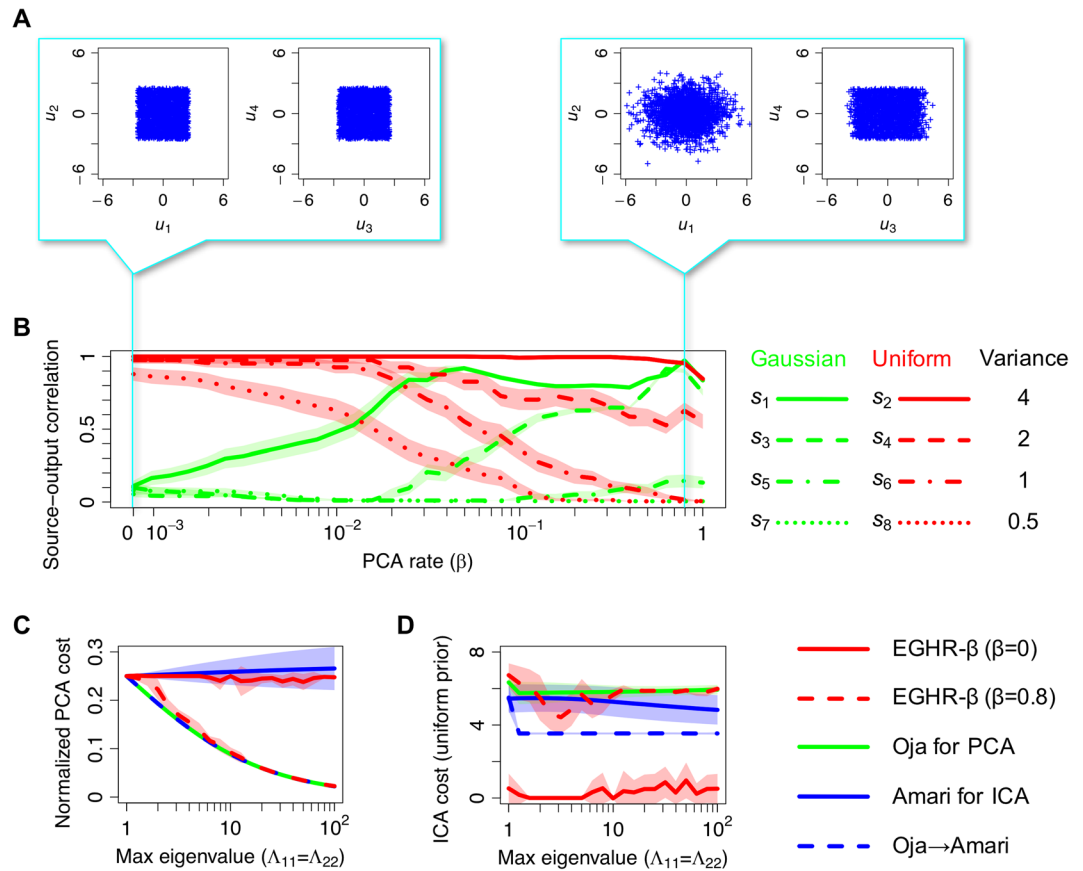 A
6
0
−6
u2
−6 0 6
u1
6
0
−6
u4
−6 0 6
u3
6
0
−6
u2
−6 0 6
u1
6
0
−6
u4
−6 0 6
u3
B
Source−output correlation
1
0.5
0
0 10−3 10−2 10−1 1
PCA rate (β)
Gaussian Uniform Variance
s1 s2 4
s3 s4 2
s5 s6 1
s7 s8 0.5
C
Normalized PCA cost
0.3
0.2
0.1
0
1 10 102
Max eigenvalue (Λ11=Λ22)
D
ICA cost (uniform prior)
8
4
0
1 10 102
Max eigenvalue (Λ11=Λ22)
EGHR-β (β=0)
EGHR-β (β=0.8)
Oja for PCA
Amari for ICA
Oja→Amari